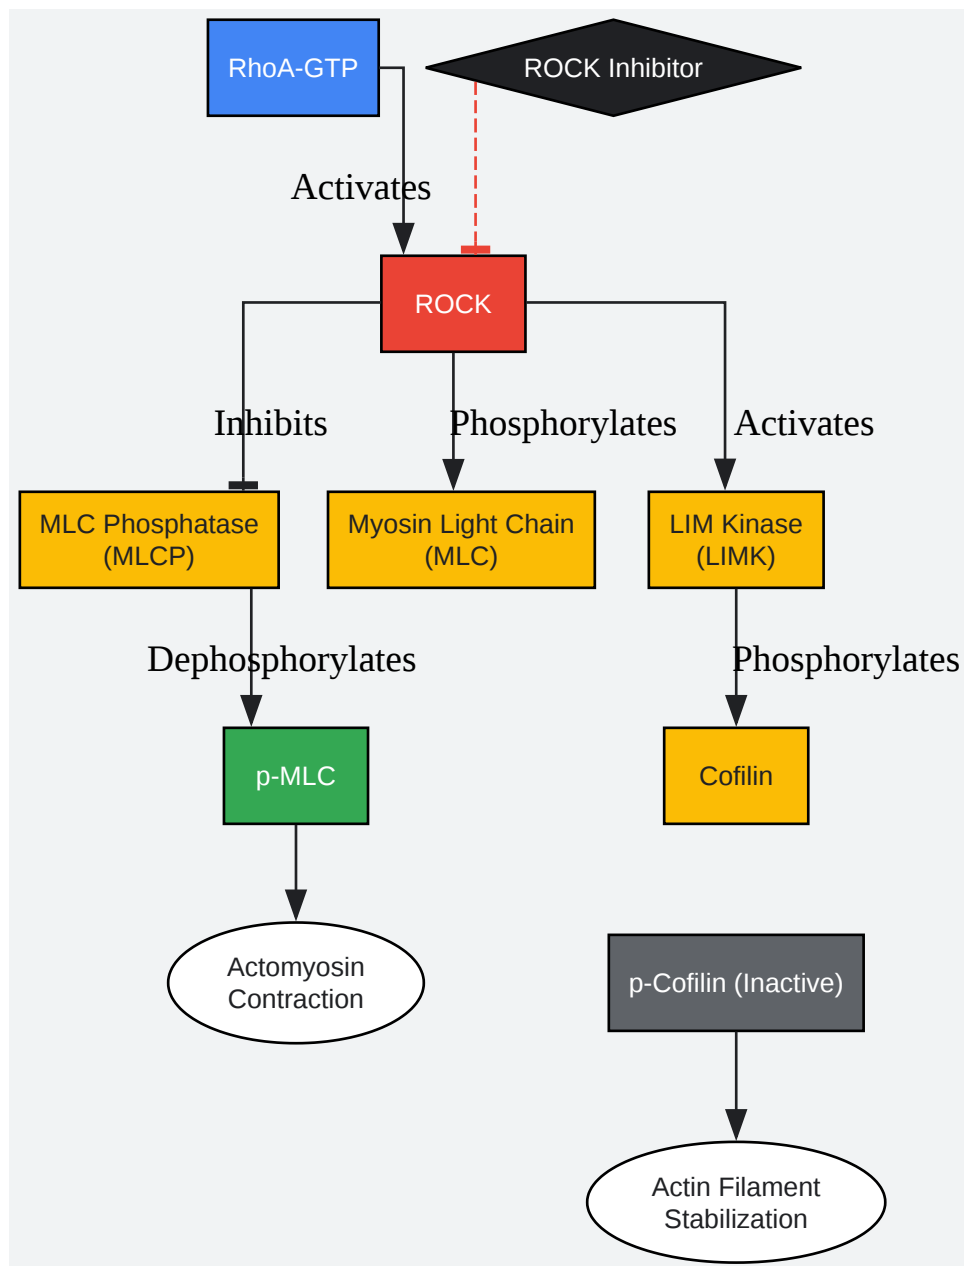 RhoA-GTP
ROCK Inhibitor
Activates
ROCK
Inhibits
Phosphorylates
Activates
MLC Phosphatase
(MLCP)
Myosin Light Chain
(MLC)
LIM Kinase
(LIMK)
Dephosphorylates
Phosphorylates
p-MLC
Cofilin
Actomyosin
Contraction
p-Cofilin (Inactive)
Actin Filament
Stabilization